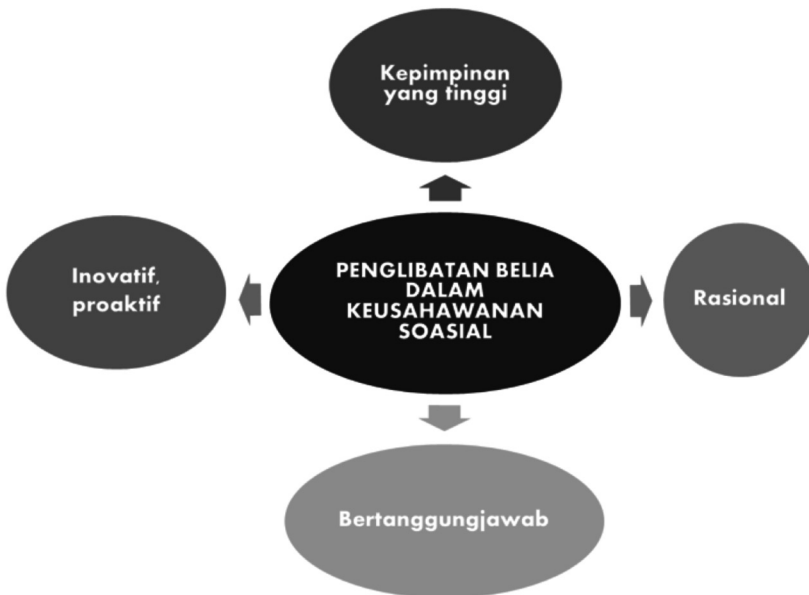 Kepimpinan
yang tinggi
Inovatif,
proaktif
PENGLIBATAN BELIA
DALAM
KEUSAHAWANAN
SOASIAL
Rasional
Bertanggungjawab